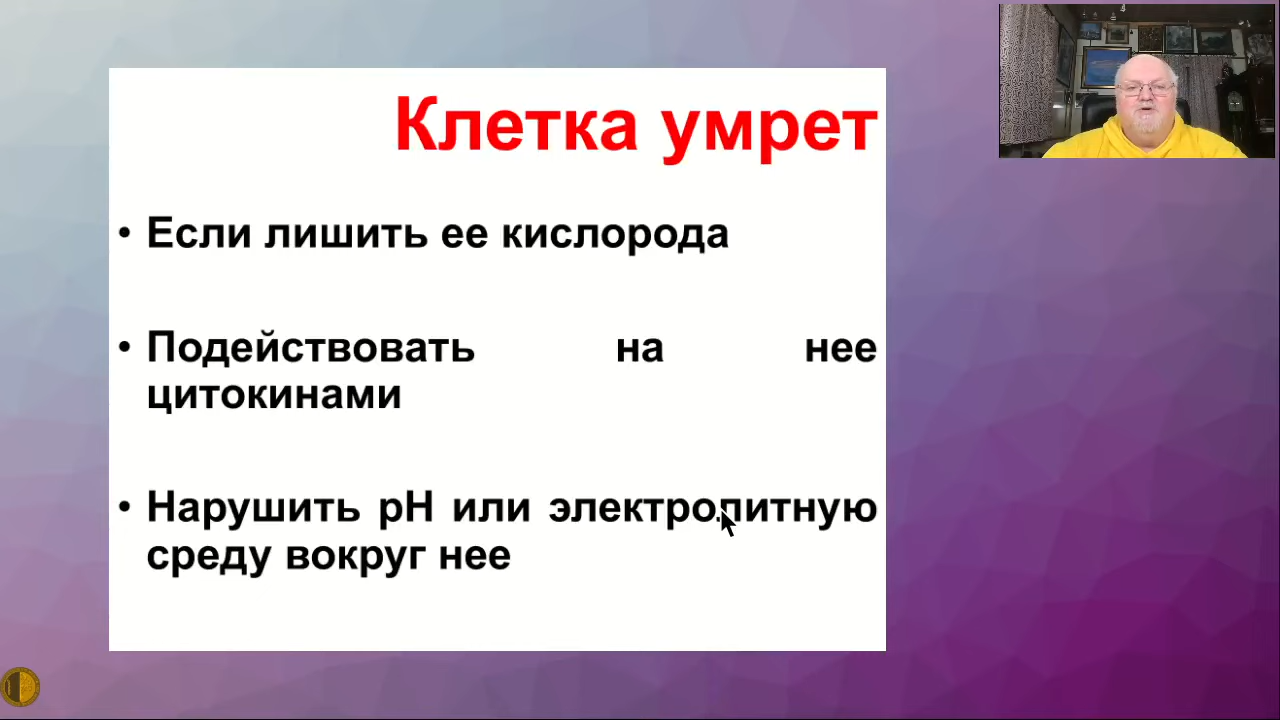 Клетка умрет
• Если лишить ее кислорода
• Подействовать на нее
цитокинами
• Нарушить pH или электролитную
среду вокруг нее